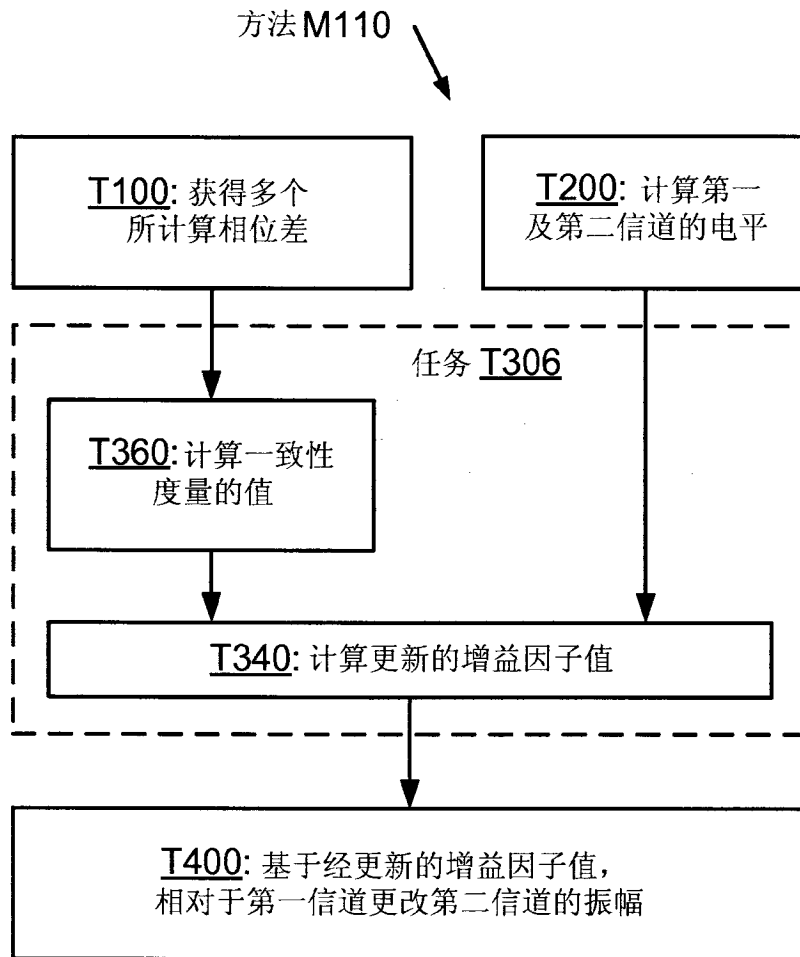 方法 M110
T100: 获得多个
所计算相位差
T200: 计算第一
及第二信道的电平
任务 T306
T360: 计算一致性
度量的值
T340: 计算更新的增益因子值
T400: 基于经更新的增益因子值，
相对于第一信道更改第二信道的振幅